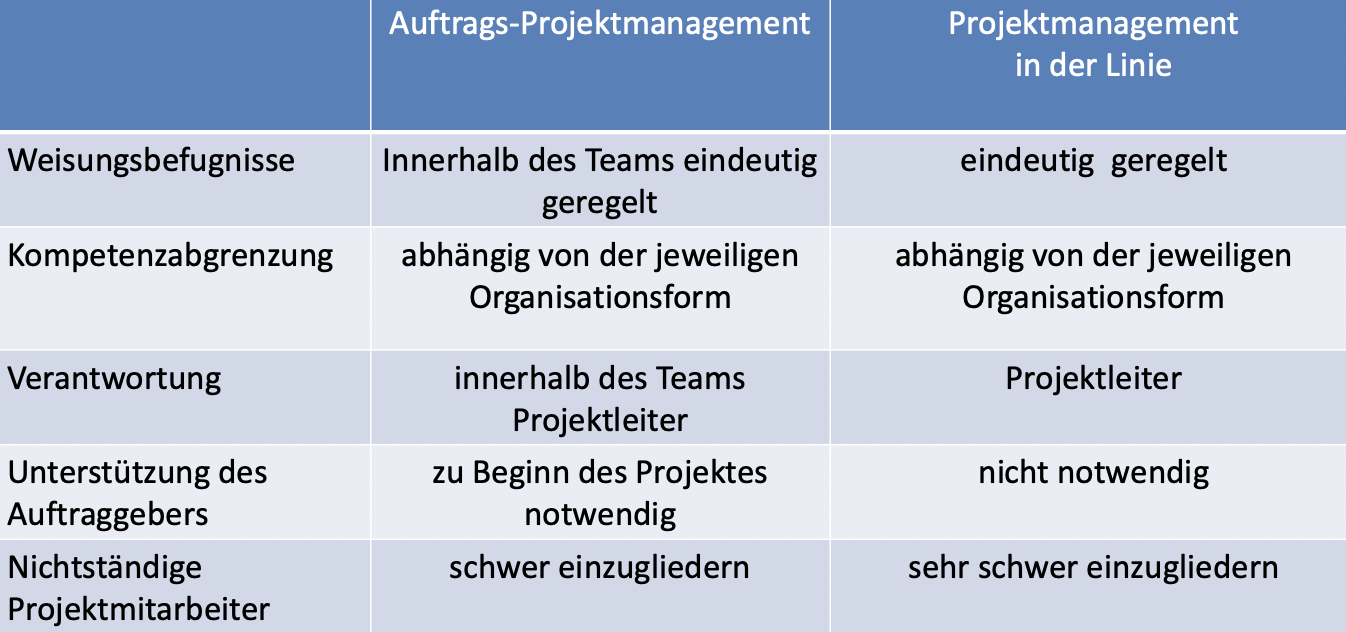 Auftrags-Projektmanagement
Projektmanagement
in der Linie
Weisungsbefugnisse
Innerhalb des Teams eindeutig
geregelt
eindeutig  geregelt
Kompetenzabgrenzung
abhängig von der jeweiligen
Organisationsform
abhängig von der jeweiligen
Organisationsform
Verantwortung
innerhalb des Teams
Projektleiter
Projektleiter
Unterstützung des
Auftraggebers
zu Beginn des Projektes
notwendig
nicht notwendig
Nichtständige
Projektmitarbeiter
schwer einzugliedern
sehr schwer einzugliedern